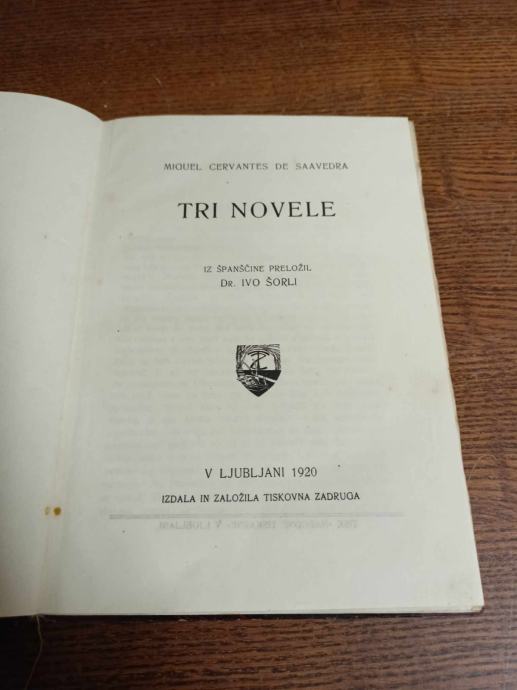 MIGUEL CERVANTES DE SAAVEDRA
TRI NOVELE
IZ ŠPANŠČINE PRELOŽIL
DR. IVO ŠORLI
V LJUBLJANI 1920
IZDALA IN ZALOŽILA TISKOVNA ZADRUGA